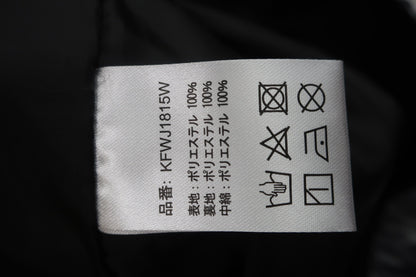 品番: KFWJ1815W
表地: ポリエステル 100%
裏地: ポリエステル 100%
中綿: ポリエステル 100%